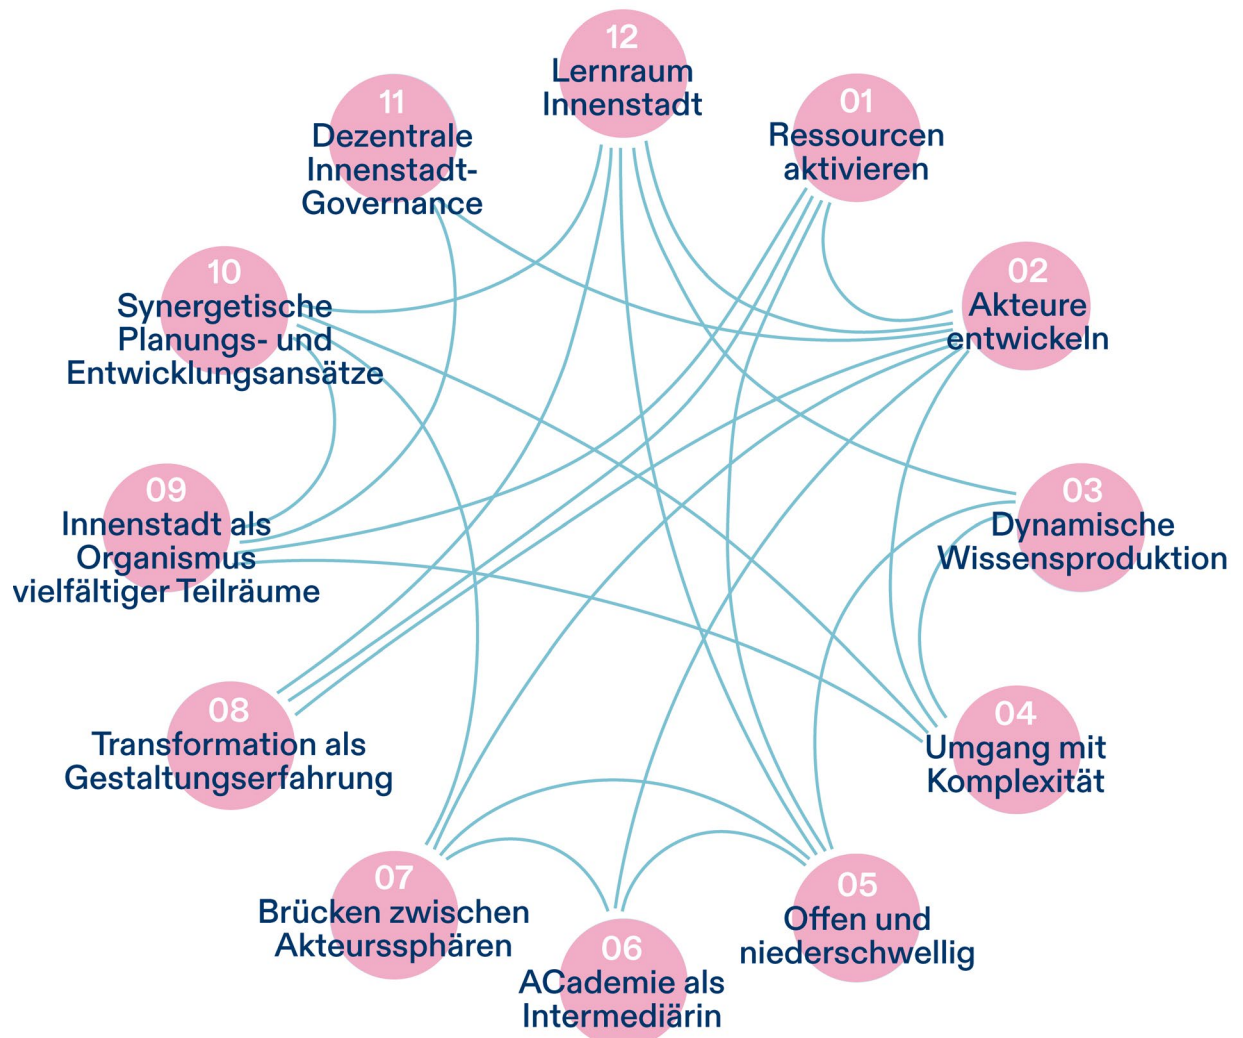 12
Lernraum
Innenstadt
01
Ressourcen
aktivieren
02
Akteure
entwickeln
03
Dynamische
Wissensproduktion
04
Umgang mit
Komplexität
05
Offen und
niederschwellig
06
ACademie als
Intermediärin
07
Brücken zwischen
Akteurssphären
08
Transformation als
Gestaltungserfahrung
09
Innenstadt als
Organismus
vielfältiger Teilräume
10
Synergetische
Planungs- und
Entwicklungsansätze
11
Dezentrale
Innenstadt-
Governance